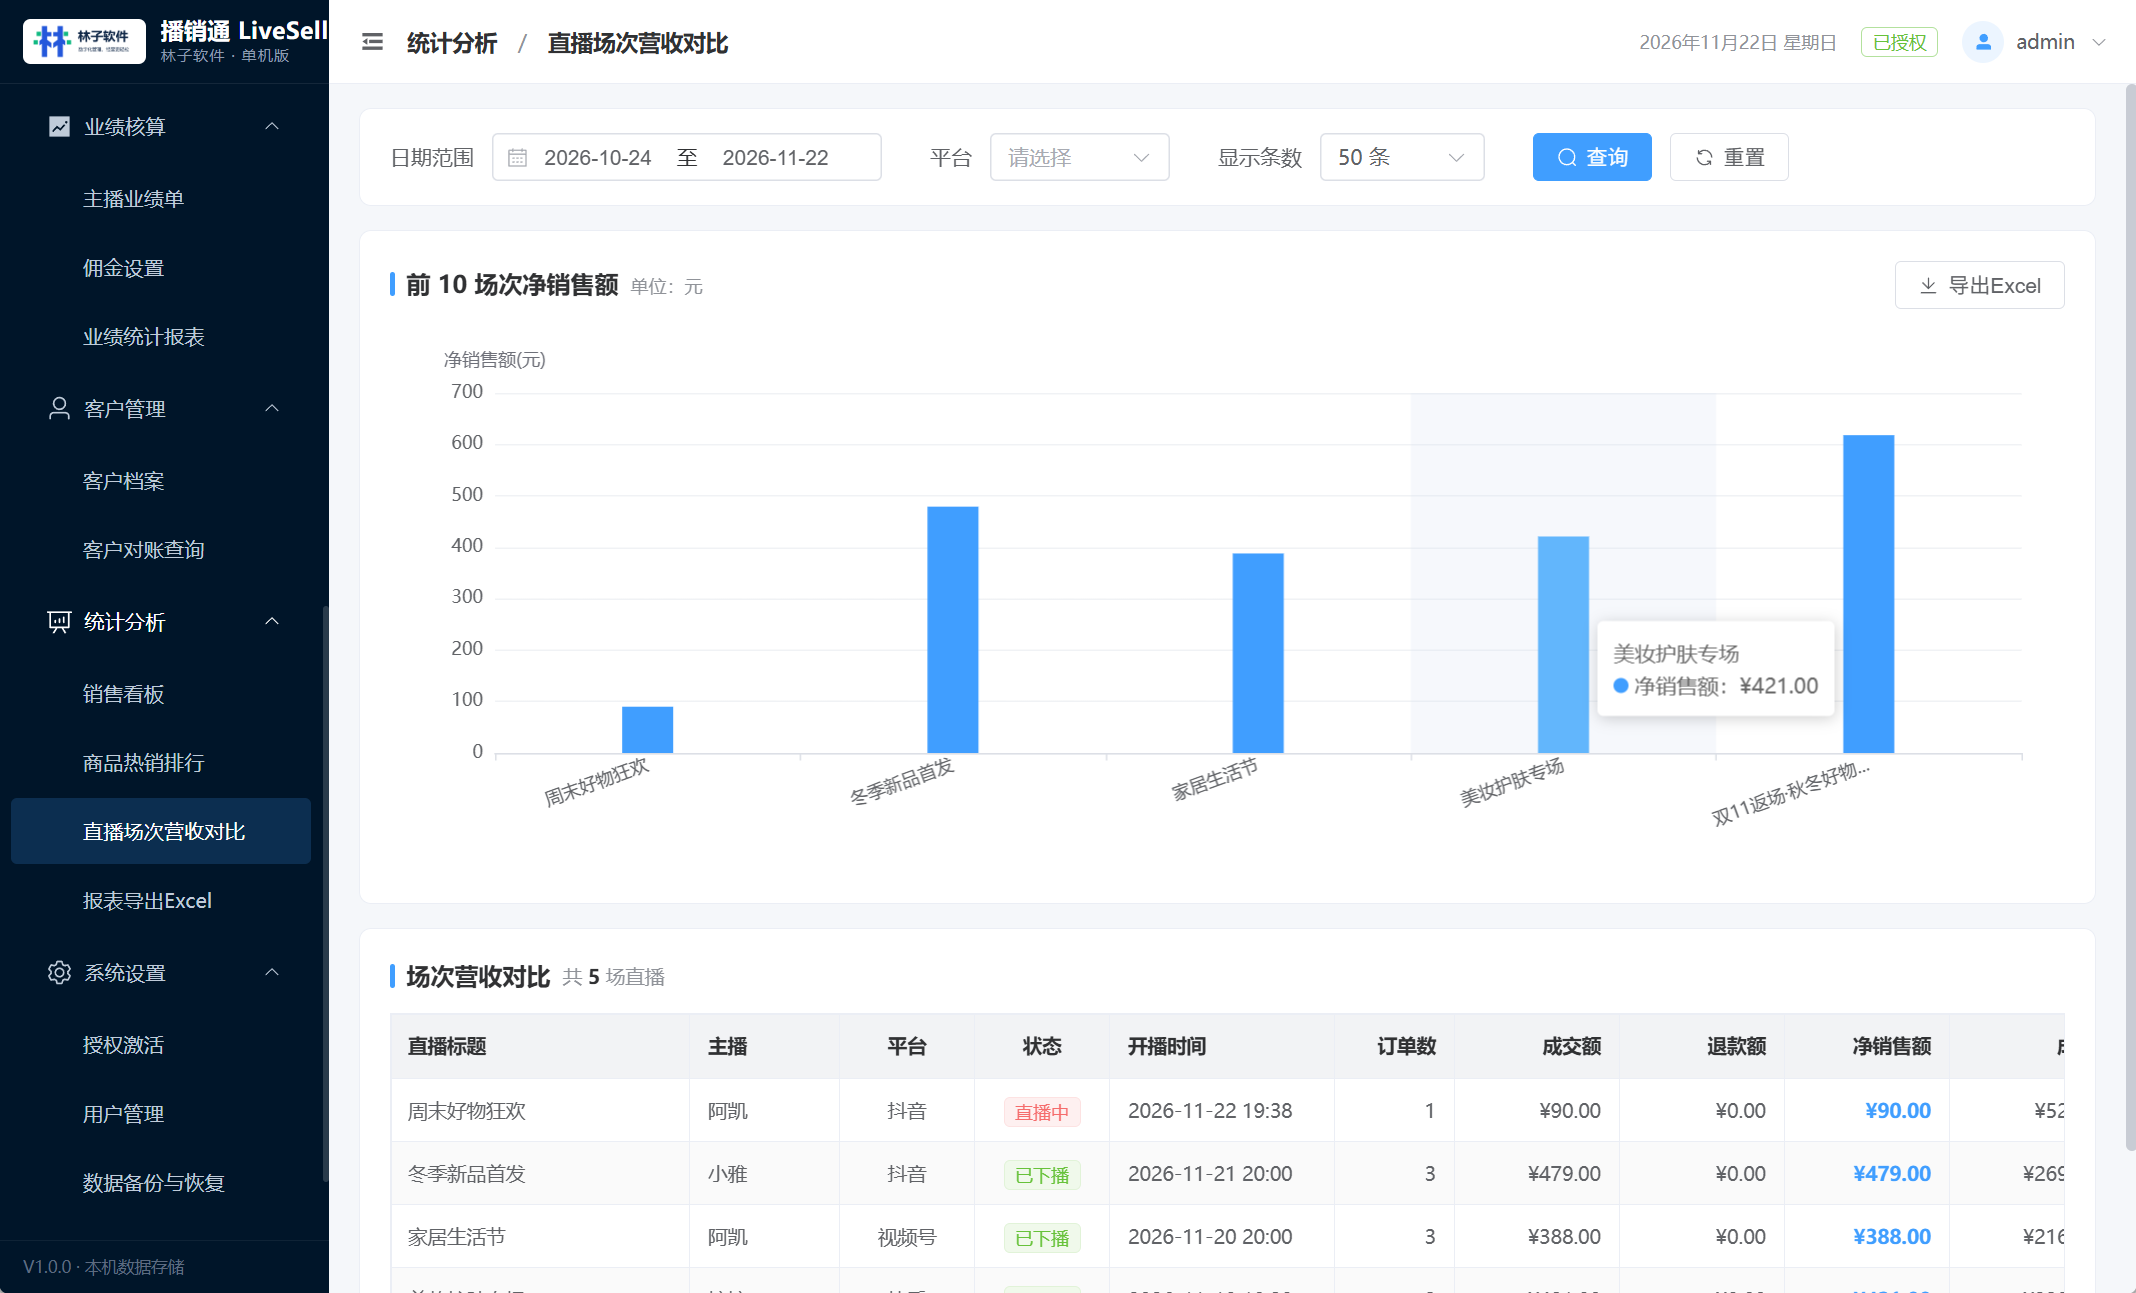 林子软件
播销通 LiveSell
林子软件 · 单机版
业绩核算
主播业绩单
佣金设置
业绩统计报表
客户管理
客户档案
客户对账查询
统计分析
销售看板
商品热销排行
直播场次营收对比
报表导出Excel
系统设置
授权激活
用户管理
数据备份与恢复
V1.0.0 · 本机数据存储
统计分析 / 直播场次营收对比
2026年11月22日 星期日 已授权 admin
日期范围 2026-10-24 至 2026-11-22 平台 请选择 显示条数 50 条 查询 重置
前 10 场次净销售额 单位：元 导出Excel
净销售额(元)
700
600
500
400
300
200
100
0
美妆护肤专场
净销售额：¥421.00
周末好物狂欢 冬季新品首发 家居生活节 美妆护肤专场 双11返场·秋冬好物...
场次营收对比 共 5 场直播
直播标题 主播 平台 状态 开播时间 订单数 成交额 退款额 净销售额
周末好物狂欢 阿凯 抖音 直播中 2026-11-22 19:38 1 ¥90.00 ¥0.00 ¥90.00 ¥52
冬季新品首发 小雅 抖音 已下播 2026-11-21 20:00 3 ¥479.00 ¥0.00 ¥479.00 ¥269
家居生活节 阿凯 视频号 已下播 2026-11-20 20:00 3 ¥388.00 ¥0.00 ¥388.00 ¥216